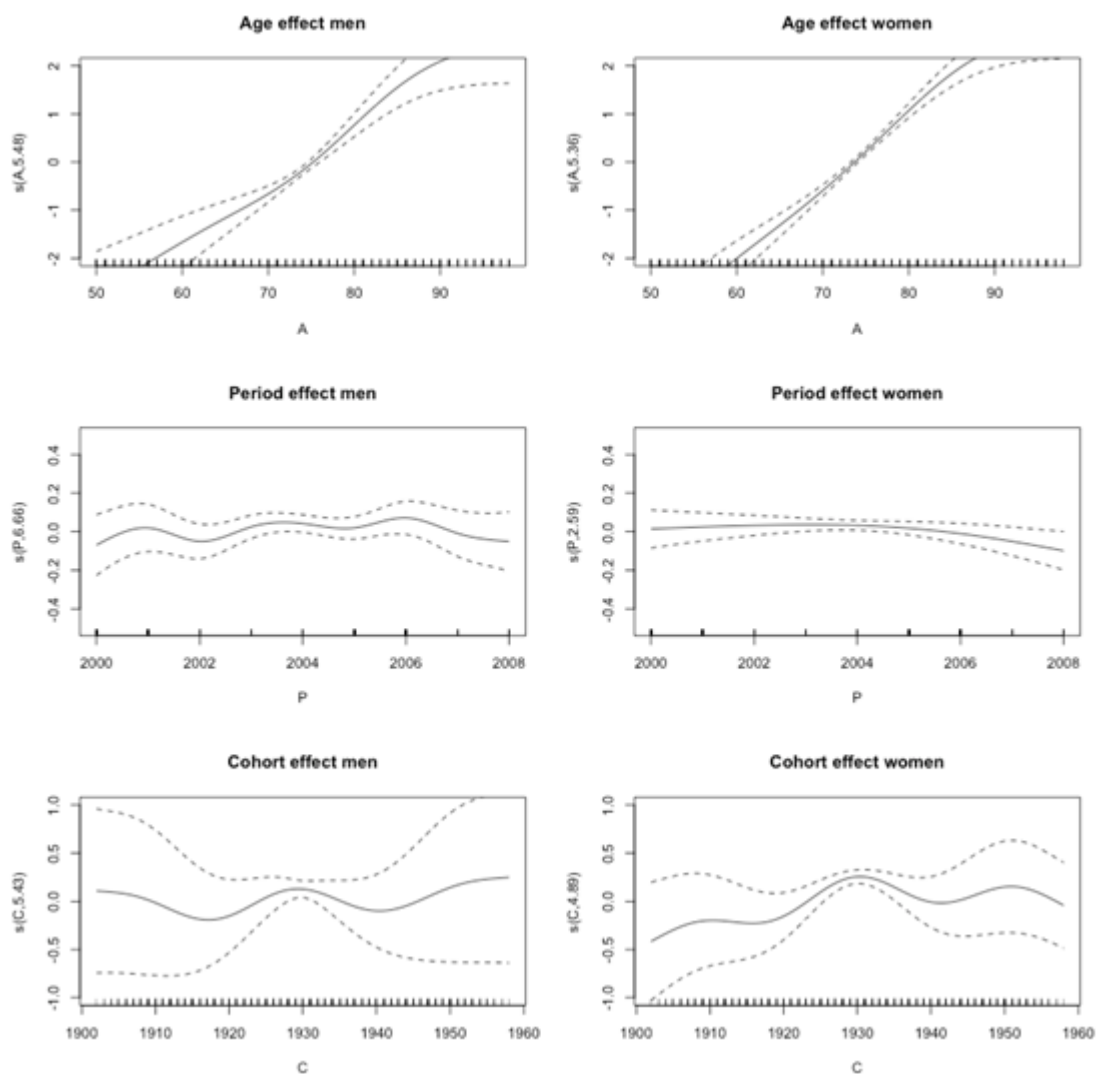 Age effect men
s(A,5.48)
2
1
0
-1
-2
50 60 70 80 90
A
Age effect women
s(A,5.36)
2
1
0
-1
-2
50 60 70 80 90
A
Period effect men
s(P,6.66)
0.4
0.2
0.0
-0.2
-0.4
2000 2002 2004 2006 2008
P
Period effect women
s(P,2.59)
0.4
0.2
0.0
-0.2
-0.4
2000 2002 2004 2006 2008
P
Cohort effect men
s(C,5.43)
1.0
0.5
0.0
-0.5
-1.0
1900 1910 1920 1930 1940 1950 1960
C
Cohort effect women
s(C,4.89)
1.0
0.5
0.0
-0.5
-1.0
1900 1910 1920 1930 1940 1950 1960
C